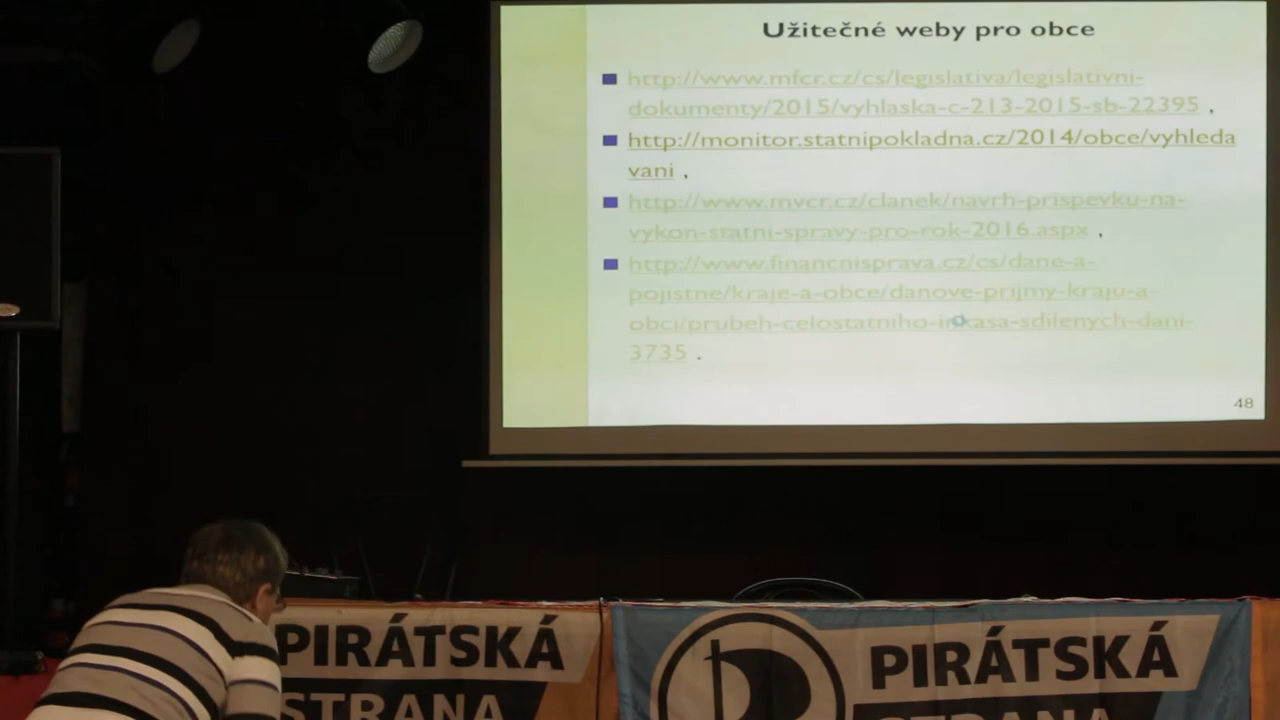 Užitečné weby pro obce
http://www.mfcr.cz/cs/legislativa/legislativni-
dokumenty/2015/vyhlaska-c-213-2015-sb-22395 ,
http://monitor.statnipokladna.cz/2014/obce/vyhleda
vani ,
http://www.mvcr.cz/clanek/navrh-prispevku-na-
vykon-statni-spravy-pro-rok-2016.aspx ,
http://www.financnisprava.cz/cs/dane-a-
pojistne/kraje-a-obce/danove-prijmy-kraju-a-
obci/prubeh-celostatniho-inkasa-sdilenych-dani-
3735 .
48
PIRÁTSKÁ
STRANA
PIRÁTSKÁ
STRANA